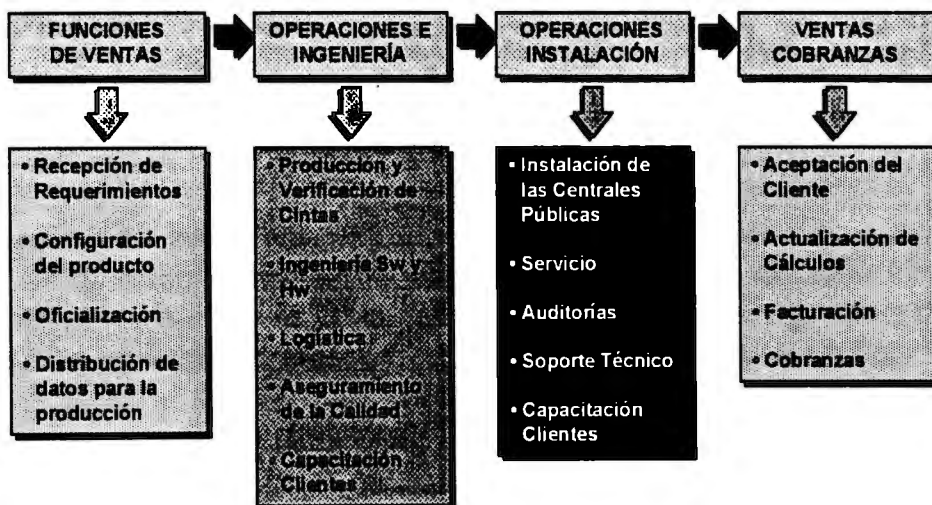 FUNCIONES
DE VENTAS
OPERACIONES E
INGENIERÍA
OPERACIONES
INSTALACIÓN
VENTAS
COBRANZAS
• Recepción de
Requerimientos
• Configuración
del producto
• Oficialización
• Distribución de
datos para la
producción
• Producción y
Verificación de
Cintas
• Ingeniería Sw y
Hw
• Logística
• Aseguramiento
de la Calidad
• Capacitación
Clientes
• Instalación de
las Centrales
Públicas
• Servicio
• Auditorías
• Soporte Técnico
• Capacitación
Clientes
• Aceptación del
Cliente
• Actualización de
Cálculos
• Facturación
• Cobranzas